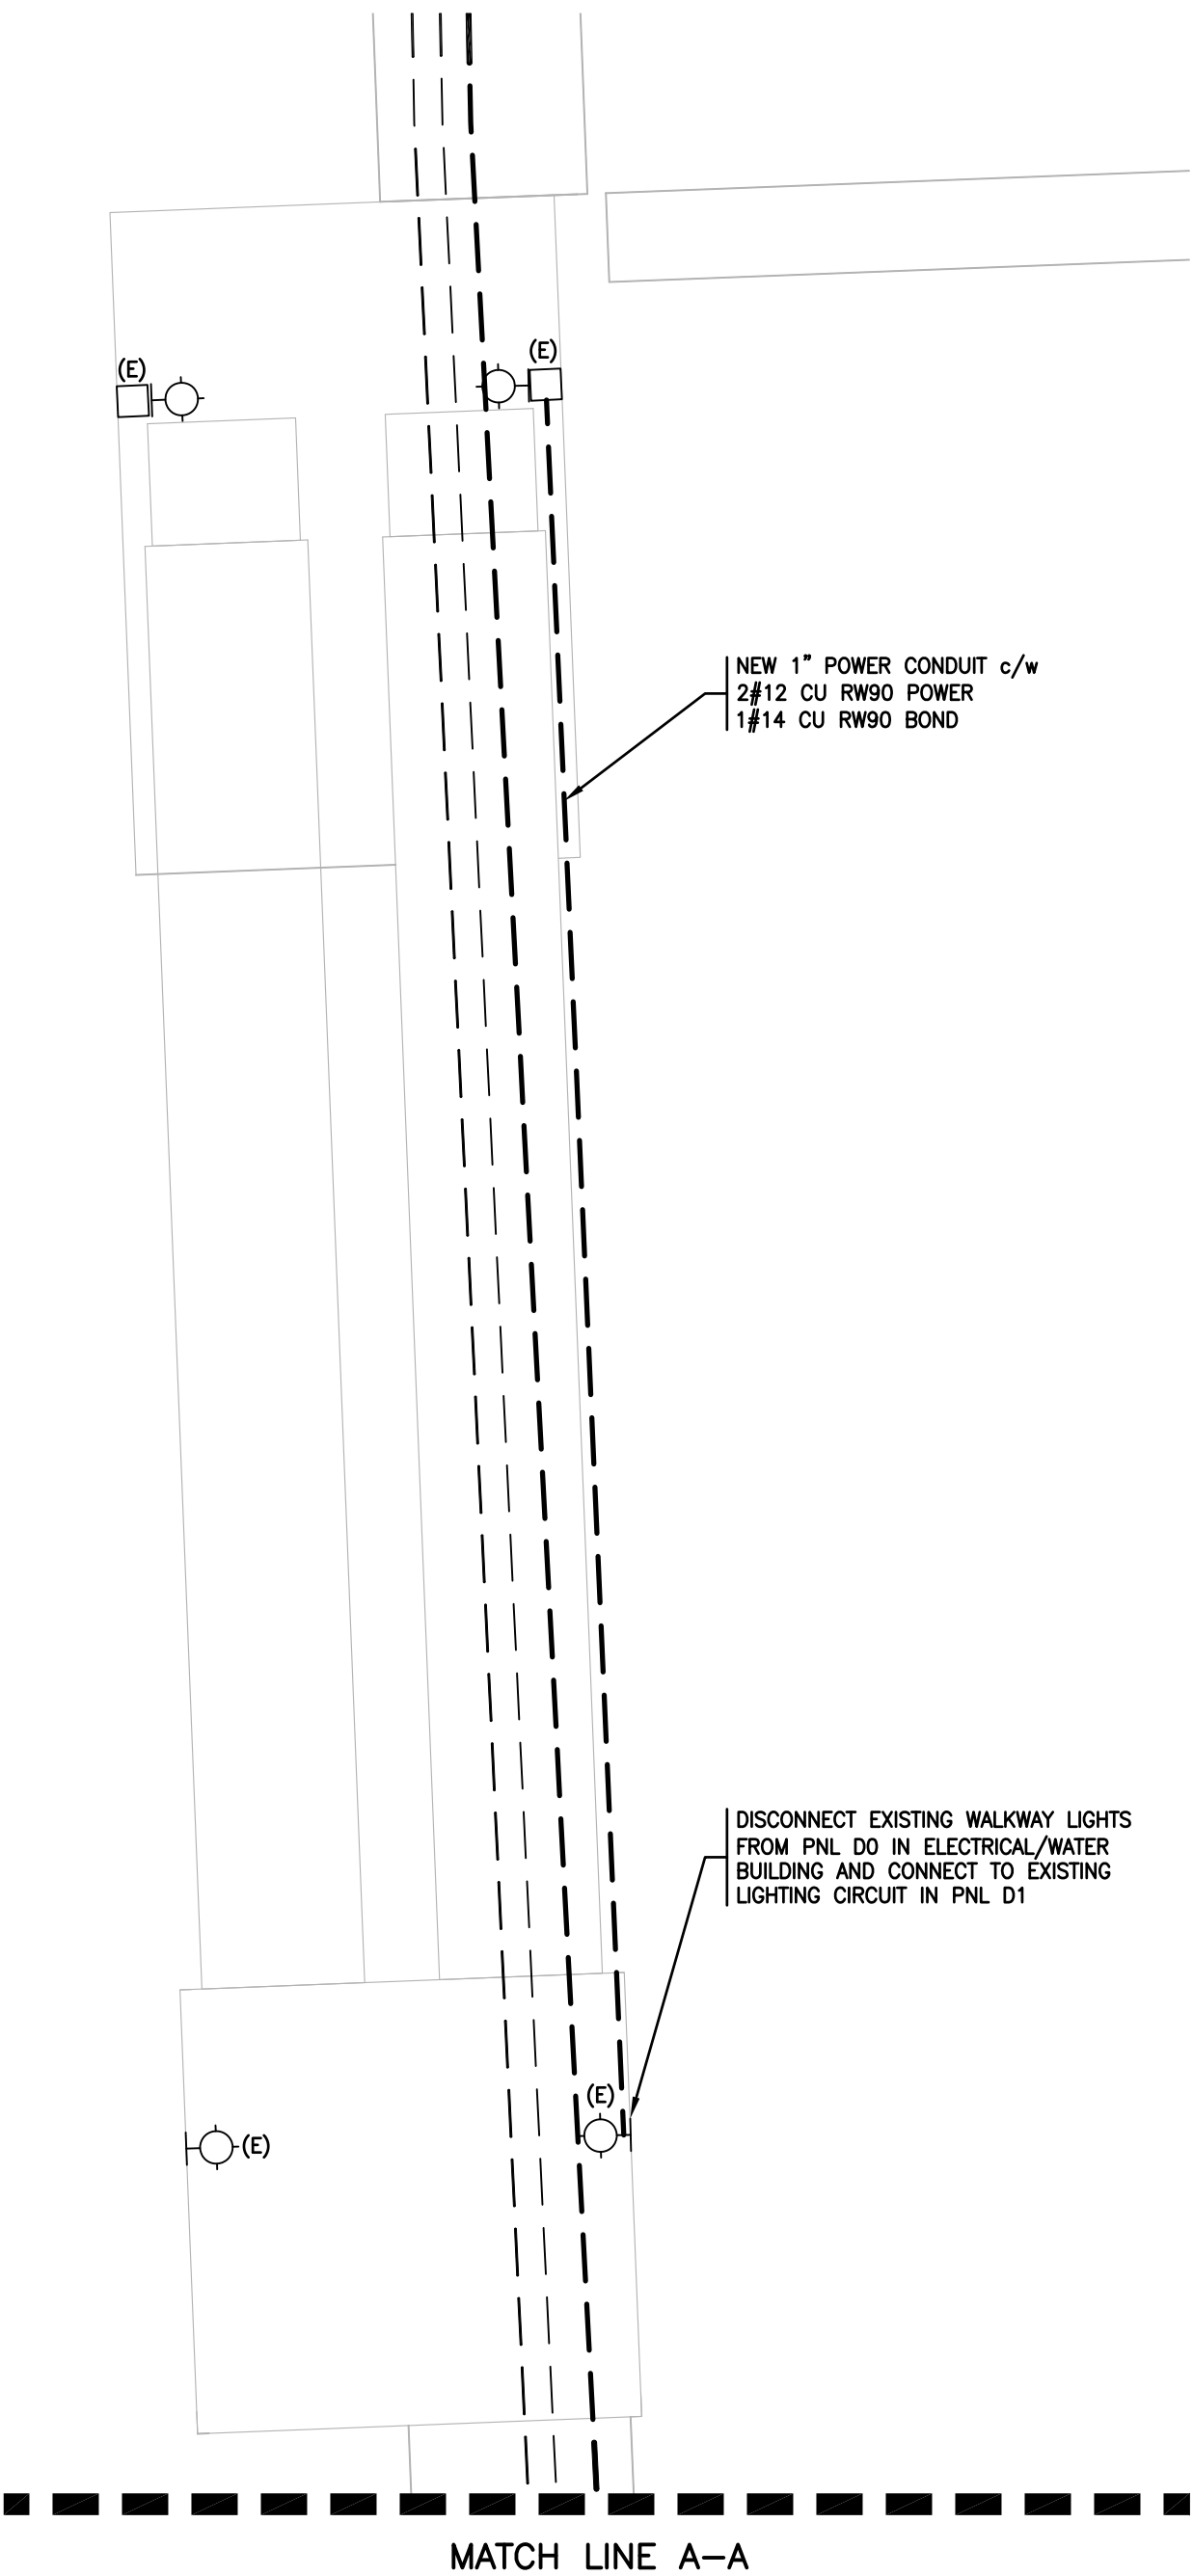 (E)
(E)
NEW 1" POWER CONDUIT c/w
2#12 CU RW90 POWER
1#14 CU RW90 BOND
DISCONNECT EXISTING WALKWAY LIGHTS
FROM PNL D0 IN ELECTRICAL/WATER
BUILDING AND CONNECT TO EXISTING
LIGHTING CIRCUIT IN PNL D1
(E)
(E)
MATCH LINE A-A